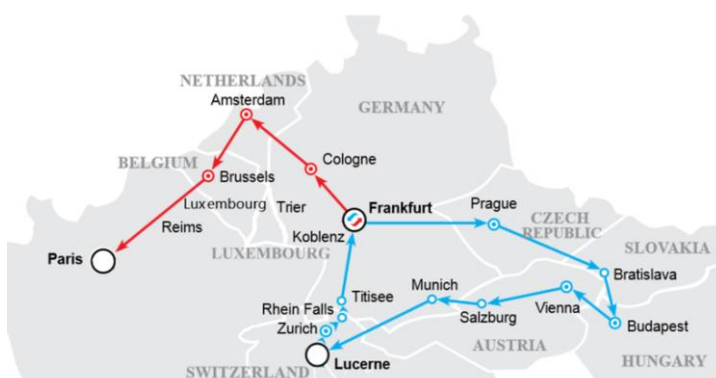 NETHERLANDS
Amsterdam
GERMANY
BELGIUM
Brussels
Cologne
Luxembourg
Trier
Reims
Frankfurt
Prague
CZECH
REPUBLIC
Koblenz
SLOVAKIA
Paris
LUXEMBOURG
Bratislava
Titisee
Munich
Rhein Falls
Vienna
Zurich
Salzburg
Budapest
AUSTRIA
Lucerne
HUNGARY
SWITZERLAND